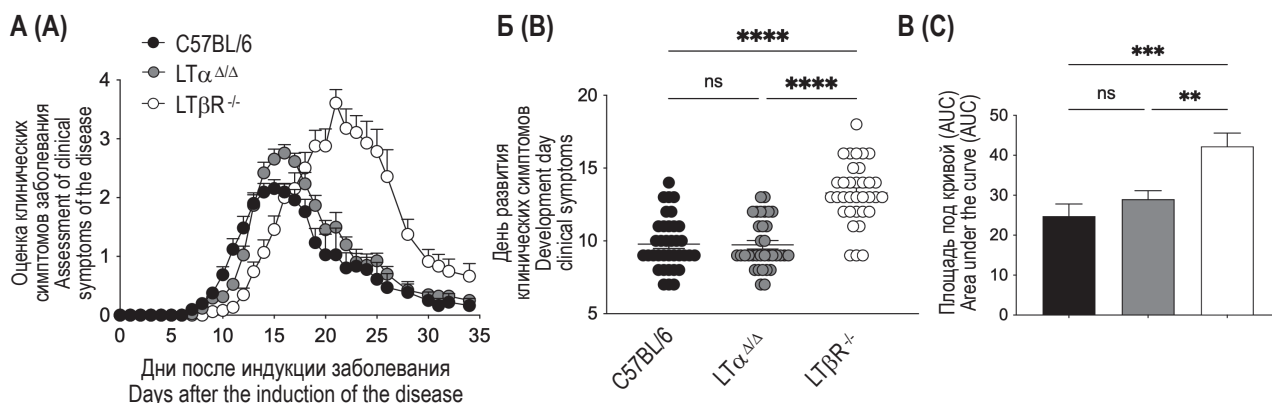 А (A)
C57BL/6
LTα Δ/Δ
LTβR -/-
Оценка клинических
симптомов заболевания
Assessment of clinical
symptoms of the disease
4
3
2
1
0
0 5 10 15 20 25 30 35
Дни после индукции заболевания
Days after the induction of the disease
Б (B)
****
ns ****
День развития
клинических симптомов
Development day
clinical symptoms
20
15
10
5
C57BL/6
LTα Δ/Δ
LTβR -/-
В (C)
***
ns **
Площадь под кривой (AUC)
Area under the curve (AUC)
50
40
30
20
10
0